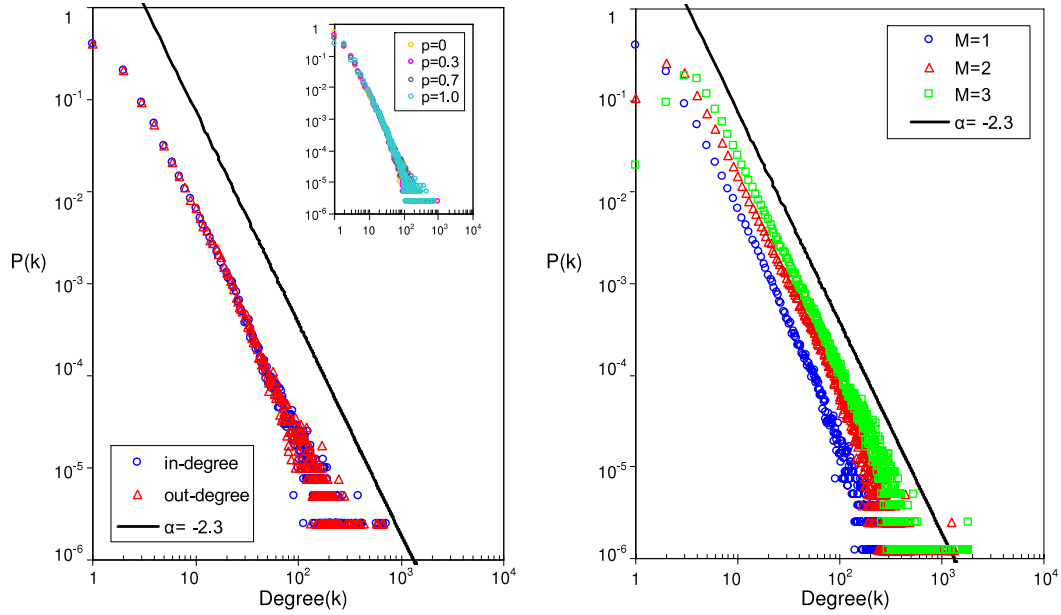 1
10⁻¹
10⁻²
10⁻³
10⁻⁴
10⁻⁵
10⁻⁶
P(k)
1
10
10²
10³
10⁴
Degree(k)
in-degree
out-degree
α= -2.3
1
10⁻¹
10⁻²
10⁻³
10⁻⁴
10⁻⁵
10⁻⁶
1
10
10²
10³
10⁴
p=0
p=0.3
p=0.7
p=1.0
1
10⁻¹
10⁻²
10⁻³
10⁻⁴
10⁻⁵
10⁻⁶
P(k)
1
10
10²
10³
10⁴
Degree(k)
M=1
M=2
M=3
α= -2.3